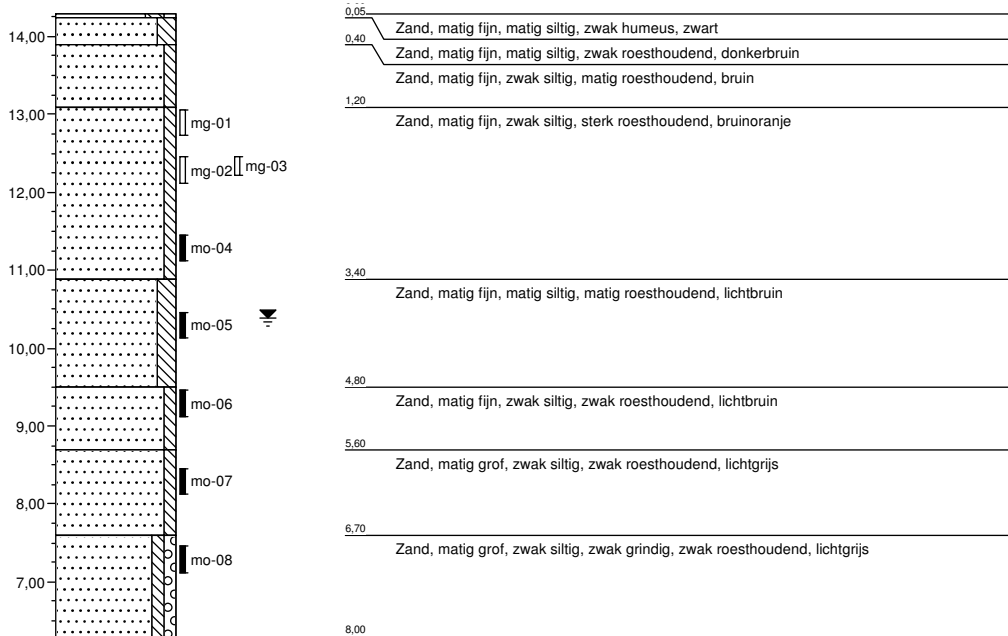 0,05
Zand, matig fijn, matig siltig, zwak humeus, zwart
14,00
0,40
Zand, matig fijn, matig siltig, zwak roesthoudend, donkerbruin
Zand, matig fijn, zwak siltig, matig roesthoudend, bruin
1,20
13,00
mg-01
Zand, matig fijn, zwak siltig, sterk roesthoudend, bruinoranje
mg-02 mg-03
12,00
mo-04
11,00
3,40
Zand, matig fijn, matig siltig, matig roesthoudend, lichtbruin
mo-05
10,00
4,80
mo-06
Zand, matig fijn, zwak siltig, zwak roesthoudend, lichtbruin
9,00
5,60
Zand, matig grof, zwak siltig, zwak roesthoudend, lichtgrijs
mo-07
8,00
6,70
Zand, matig grof, zwak siltig, zwak grindig, zwak roesthoudend, lichtgrijs
mo-08
7,00
8,00